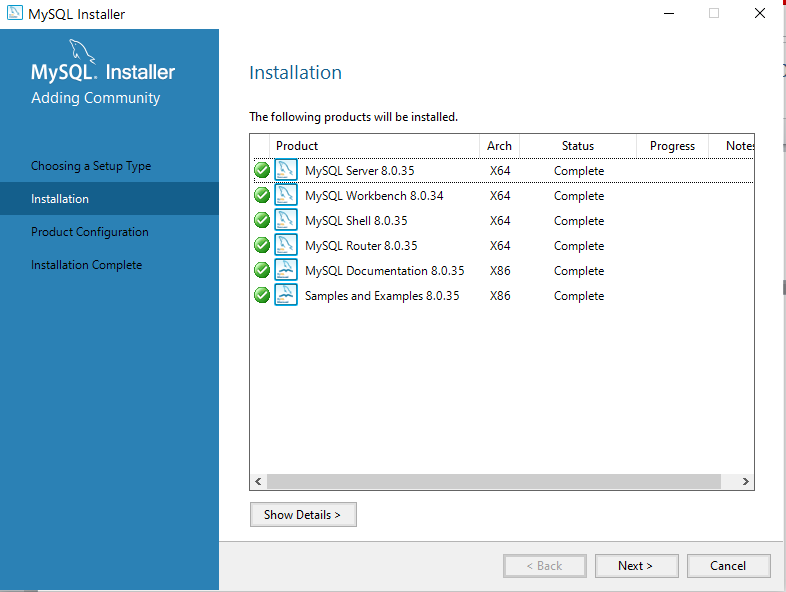 MySQL Installer
MySQL. Installer
Adding Community
Choosing a Setup Type
Installation
Product Configuration
Installation Complete
Installation
The following products will be installed.
Product Arch Status Progress Notes
MySQL Server 8.0.35 X64 Complete
MySQL Workbench 8.0.34 X64 Complete
MySQL Shell 8.0.35 X64 Complete
MySQL Router 8.0.35 X64 Complete
MySQL Documentation 8.0.35 X86 Complete
Samples and Examples 8.0.35 X86 Complete
Show Details >
< Back Next > Cancel